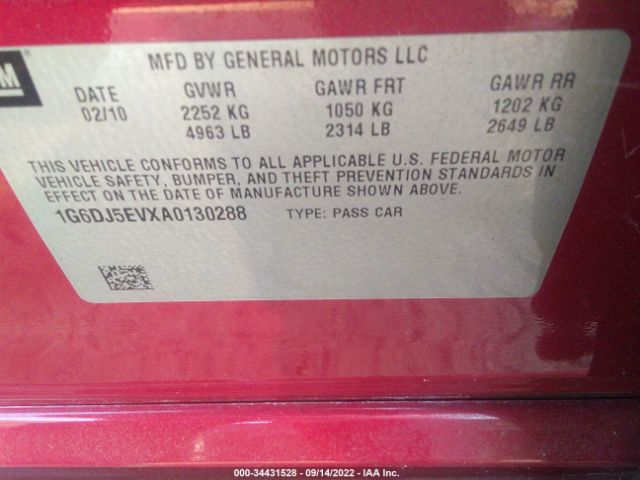 GM
MFD BY GENERAL MOTORS LLC
DATE GVWR GAWR FRT GAWR RR
02/10 2252 KG 1050 KG 1202 KG
4963 LB 2314 LB 2649 LB
THIS VEHICLE CONFORMS TO ALL APPLICABLE U.S. FEDERAL MOTOR
VEHICLE SAFETY, BUMPER, AND THEFT PREVENTION STANDARDS IN
EFFECT ON THE DATE OF MANUFACTURE SHOWN ABOVE.
1G6DJ5EVXA0130288 TYPE: PASS CAR
000-34431528 - 09/14/2022 - IAA Inc.